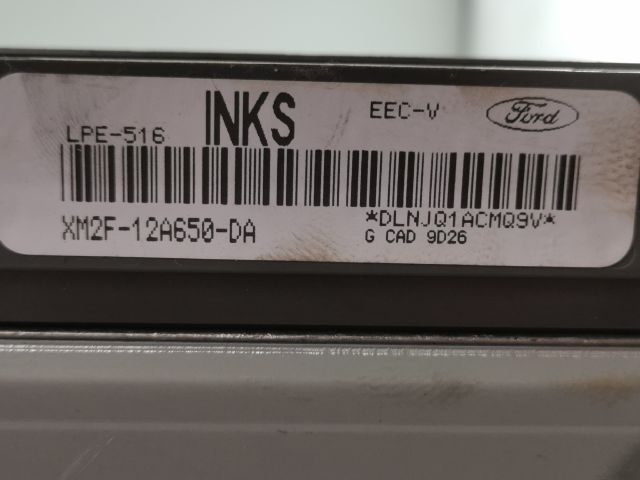 INKS
EEC-V
Ford
LPE-516
XM2F-12A650-DA
*DLNJQ1ACMQ9V*
G CAD 9D26